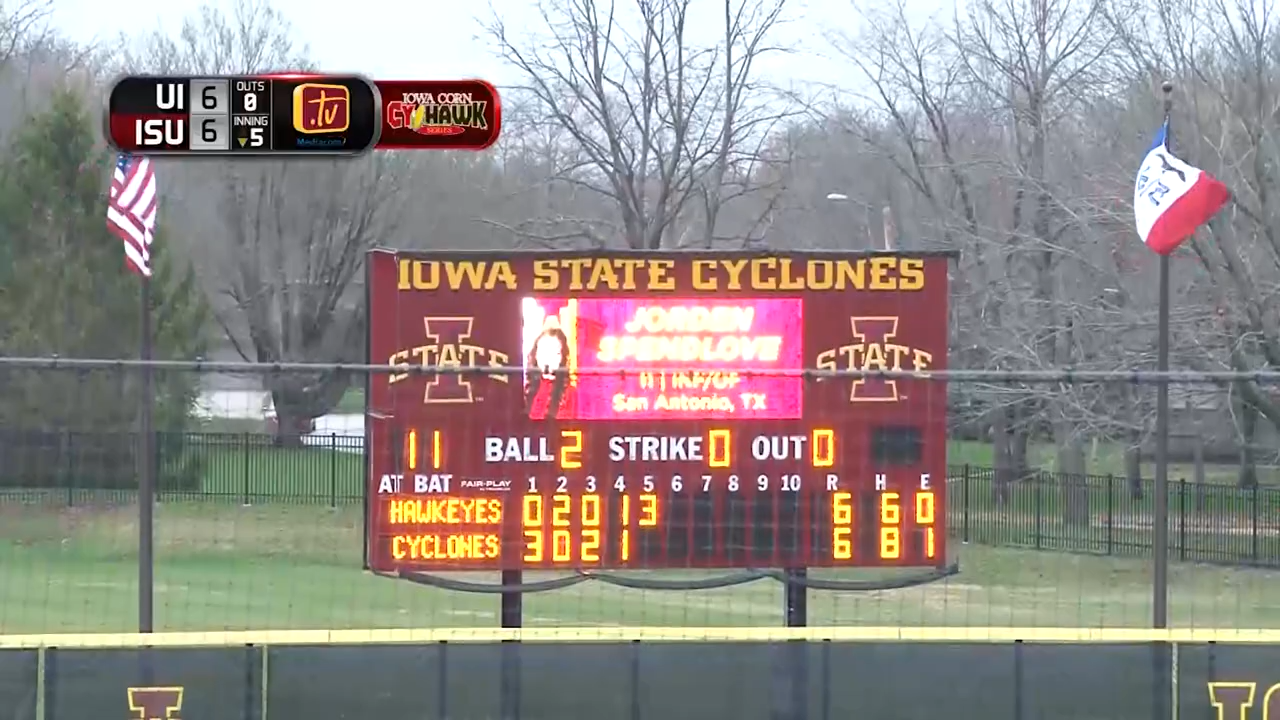 UI 6
ISU 6
OUTS
0
INNING
▼5
.tv
Mediacom
IOWA CORN
CYHAWK
SERIES
IOWA STATE CYCLONES
I STATE
JORDEN
SPENDLOVE
11 | INF/OF
San Antonio, TX
I STATE
11 BALL 2 STRIKE 0 OUT 0
AT BAT FAIR-PLAY 1 2 3 4 5 6 7 8 9 10 R H E
HAWKEYES 0 2 0 1 3 6 6 0
CYCLONES 3 0 2 1 6 8 1